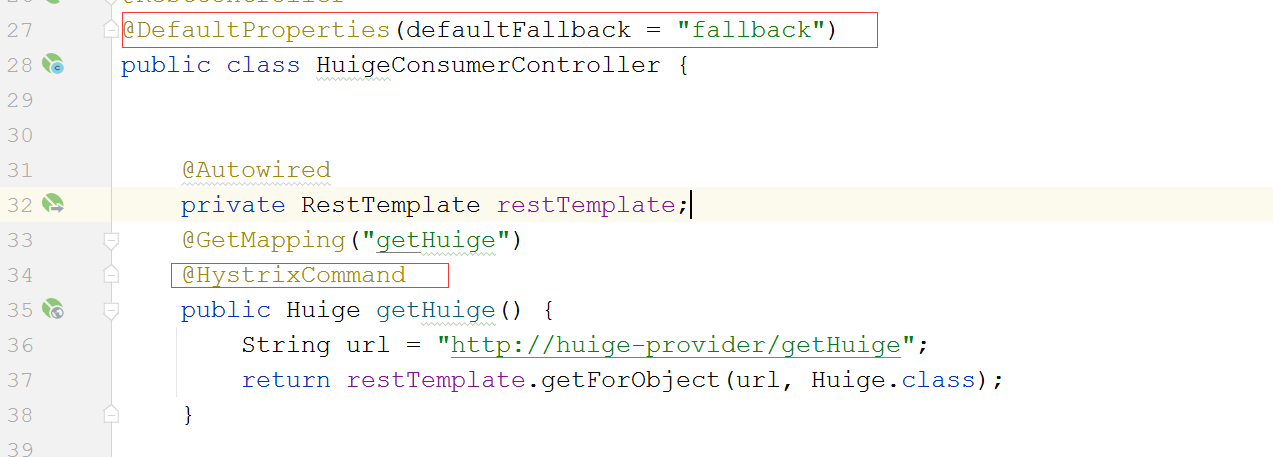 27 @DefaultProperties(defaultFallback = "fallback")
28 public class HuigeConsumerController {
29
30
31 @Autowired
32 private RestTemplate restTemplate;
33 @GetMapping("getHuige")
34 @HystrixCommand
35 public Huige getHuige() {
36 String url = "http://huige-provider/getHuige";
37 return restTemplate.getForObject(url, Huige.class);
38 }
39